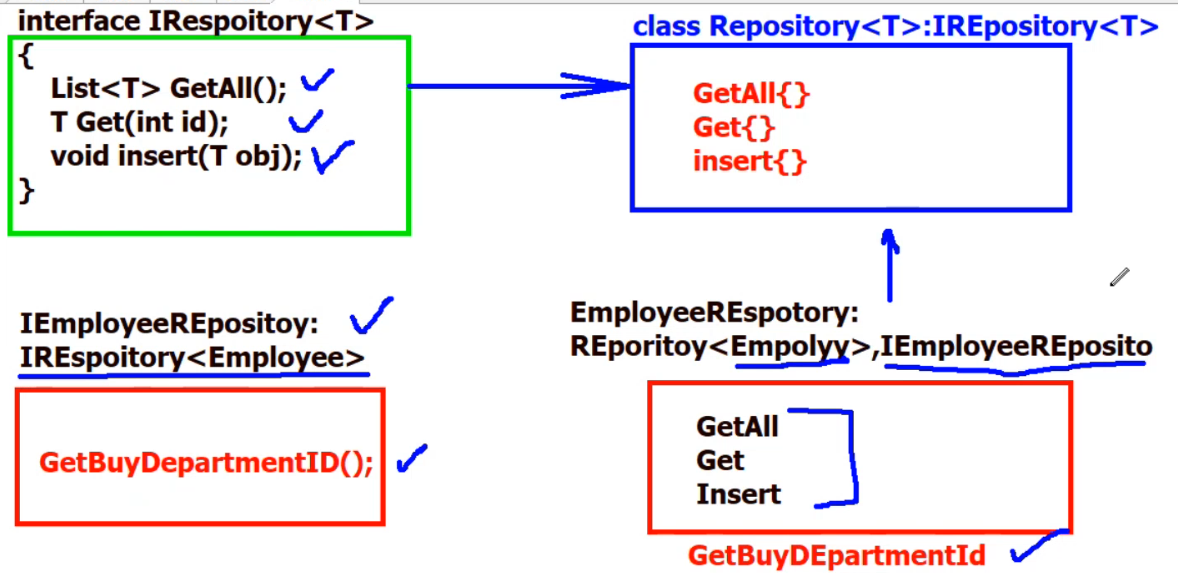 interface IRespoitory<T>
{
List<T> GetAll();
T Get(int id);
void insert(T obj);
}
class Repository<T>:IREpository<T>
GetAll{}
Get{}
insert{}
IEmployeeREpositoy:
IREspoitory<Employee>
GetBuyDepartmentID();
EmployeeREspotory:
REporitoy<Empolyy>,IEmployeeREposito
GetAll
Get
Insert
GetBuyDEpartmentId